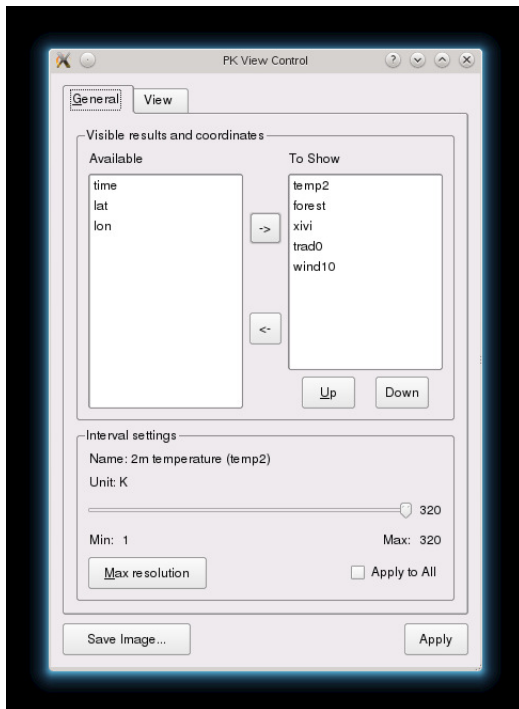 PK View Control
General View
Visible results and coordinates
Available
To Show
time
lat
lon
temp2
forest
xivi
trad0
wind10
->
<-
Up Down
Interval settings
Name: 2m temperature (temp2)
Unit: K
320
Min: 1 Max: 320
Max resolution Apply to All
Save Image... Apply